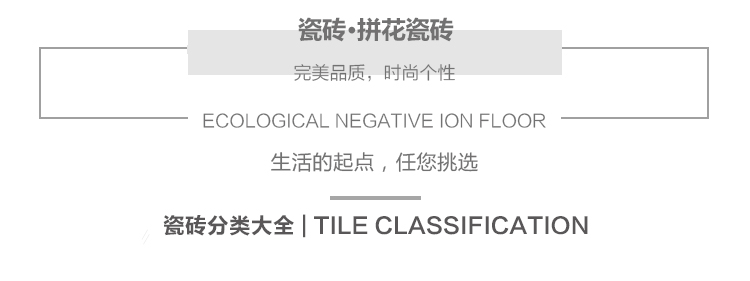 瓷砖·拼花瓷砖
完美品质，时尚个性
ECOLOGICAL NEGATIVE ION FLOOR
生活的起点，任您挑选
瓷砖分类大全 | TILE CLASSIFICATION